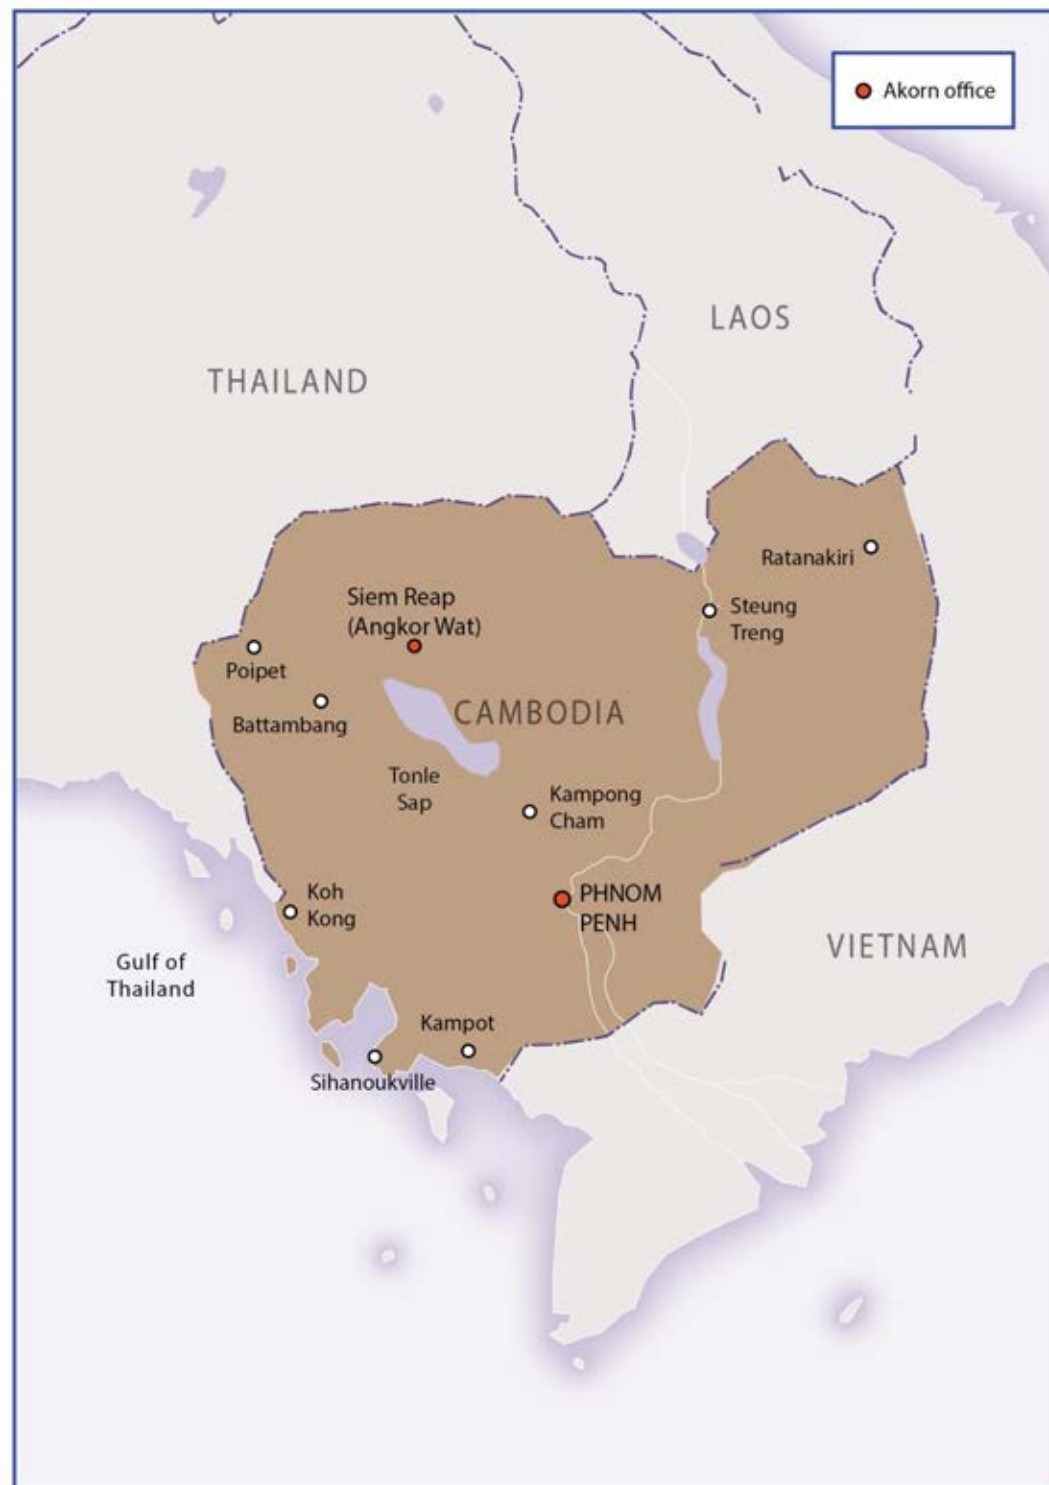 Akorn office
LAOS
THAILAND
Ratanakiri
Siem Reap
(Angkor Wat)
Steung
Treng
Poipet
Battambang
CAMBODIA
Tonle
Sap
Kampong
Cham
Koh
Kong
PHNOM
PENH
VIETNAM
Gulf of
Thailand
Kampot
Sihanoukville